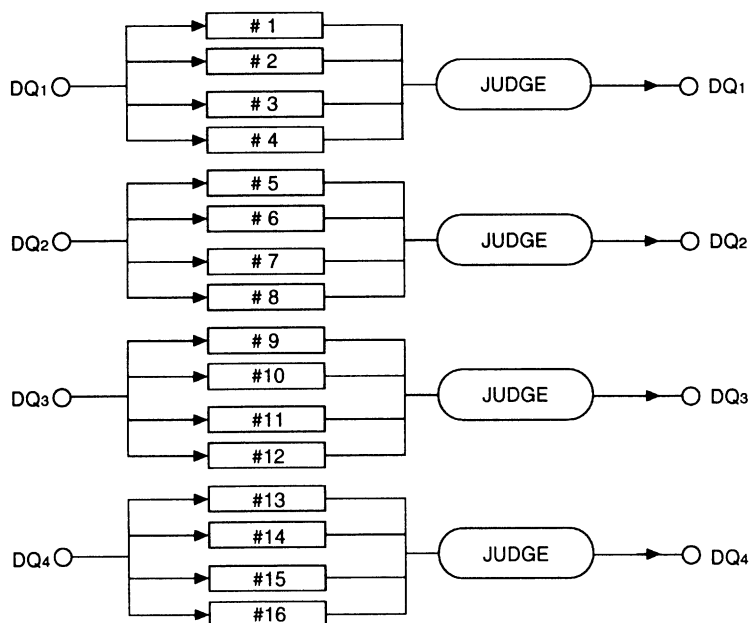 # 1
# 2
DQ1
# 3
# 4
JUDGE
DQ1
# 5
# 6
DQ2
# 7
# 8
JUDGE
DQ2
# 9
#10
DQ3
#11
#12
JUDGE
DQ3
#13
#14
DQ4
#15
#16
JUDGE
DQ4